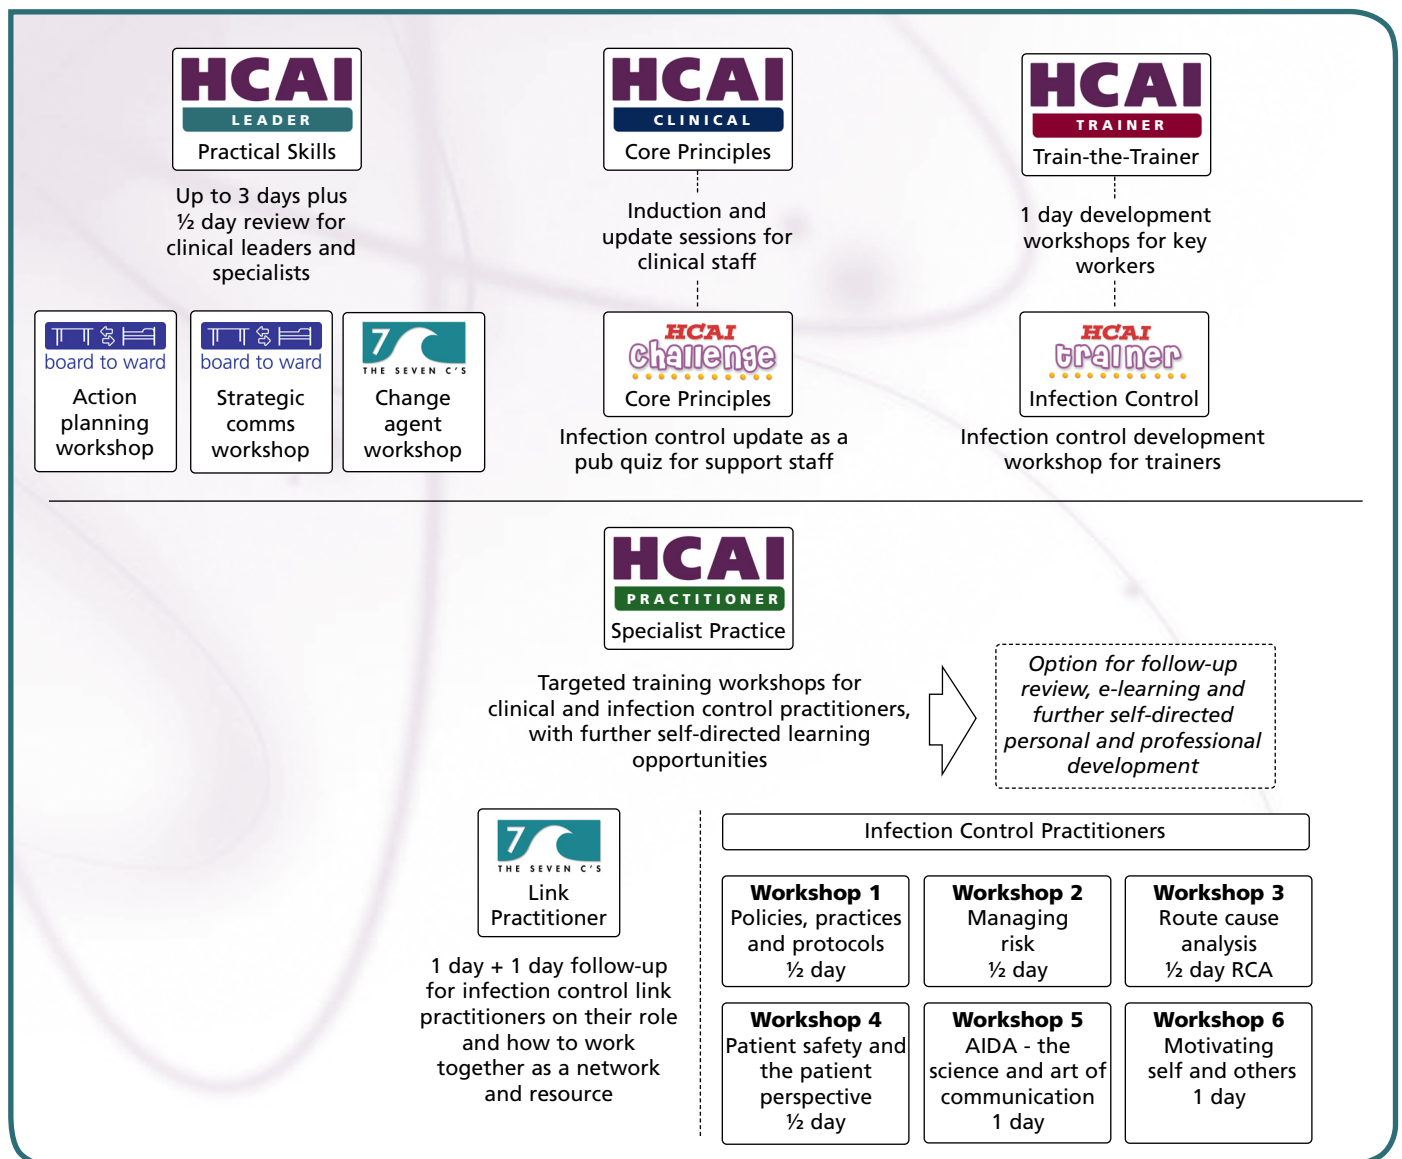 HCAI
LEADER
Practical Skills
Up to 3 days plus
½ day review for
clinical leaders and
specialists
board to ward
Action
planning
workshop
board to ward
Strategic
comms
workshop
7
THE SEVEN C'S
Change
agent
workshop
HCAI
CLINICAL
Core Principles
Induction and
update sessions for
clinical staff
HCAI
challenge
Core Principles
Infection control update as a
pub quiz for support staff
HCAI
TRAINER
Train-the-Trainer
1 day development
workshops for key
workers
HCAI
trainer
Infection Control
Infection control development
workshop for trainers
HCAI
PRACTITIONER
Specialist Practice
Targeted training workshops for
clinical and infection control practitioners,
with further self-directed learning
opportunities
Option for follow-up
review, e-learning and
further self-directed
personal and professional
development
7
THE SEVEN C'S
Link
Practitioner
1 day + 1 day follow-up
for infection control link
practitioners on their role
and how to work
together as a network
and resource
Infection Control Practitioners
Workshop 1
Policies, practices
and protocols
½ day
Workshop 2
Managing
risk
½ day
Workshop 3
Route cause
analysis
½ day RCA
Workshop 4
Patient safety and
the patient
perspective
½ day
Workshop 5
AIDA - the
science and art of
communication
1 day
Workshop 6
Motivating
self and others
1 day